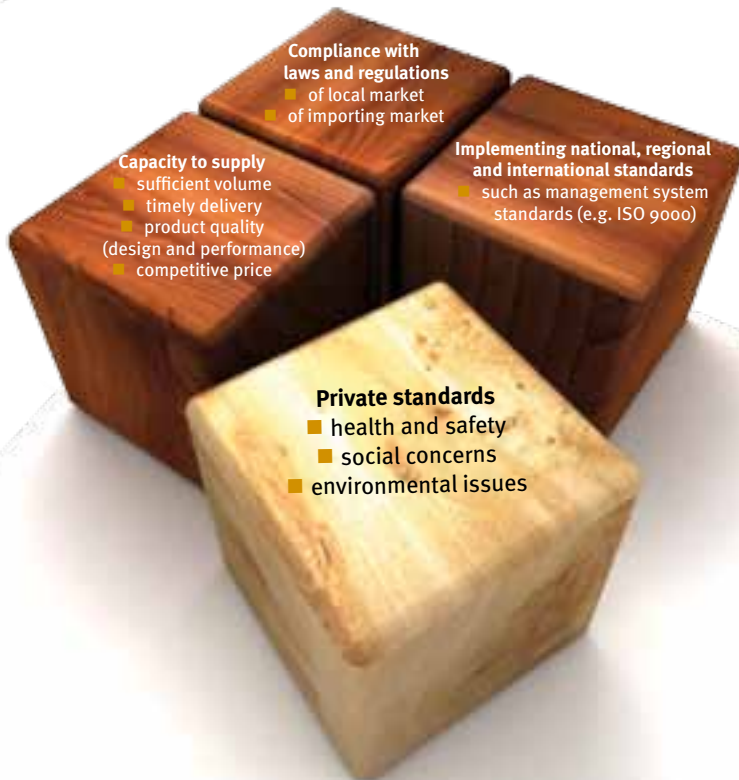 Compliance with
laws and regulations
■ of local market
■ of importing market
Capacity to supply
■ sufficient volume
■ timely delivery
■ product quality
(design and performance)
■ competitive price
Implementing national, regional
and international standards
■ such as management system
standards (e.g. ISO 9000)
Private standards
■ health and safety
■ social concerns
■ environmental issues